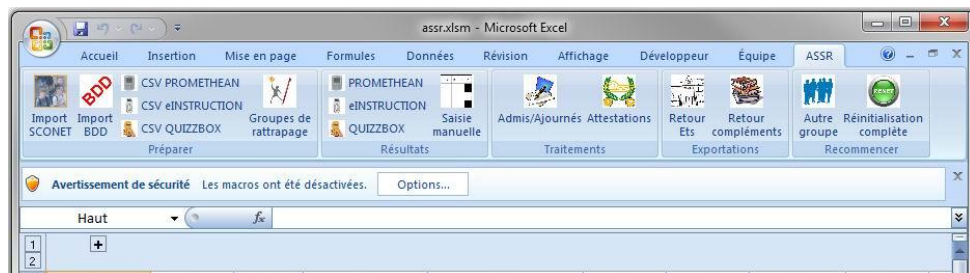 assr.xlsm - Microsoft Excel
Accueil Insertion Mise en page Formules Données Révision Affichage Développeur Équipe ASSR
Import SCONET
Import BDD
BDD
CSV PROMETHEAN
CSV eINSTRUCTION
CSV QUIZZBOX
Groupes de rattrapage
Préparer
PROMETHEAN
eINSTRUCTION
QUIZZBOX
Saisie manuelle
Résultats
Admis/Ajournés Attestations
Traitements
Retour Ets
Retour compléments
Exportations
Autre groupe
RESET
Réinitialisation complète
Recommencer
Avertissement de sécurité Les macros ont été désactivées. Options...
Haut fx
1
2